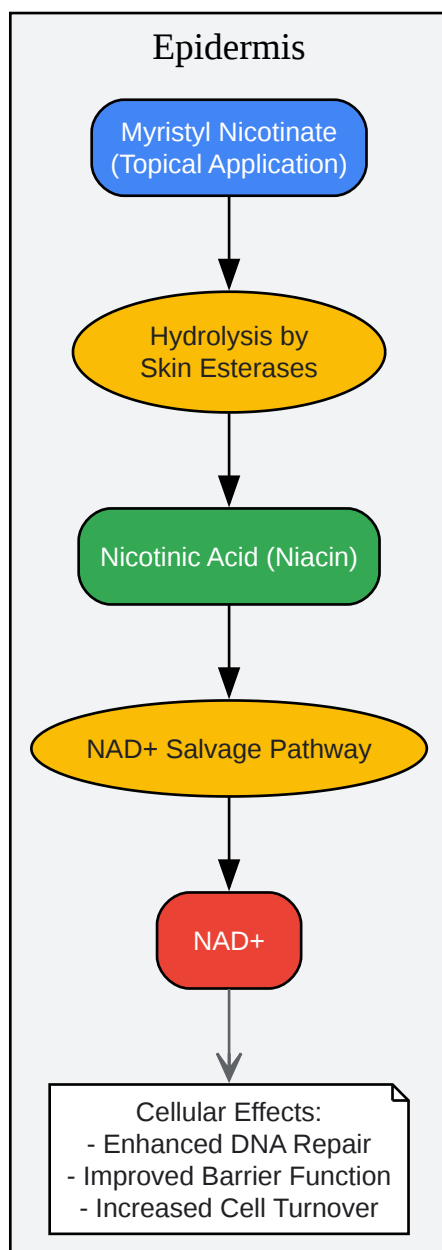 Epidermis
Myristyl Nicotinate
(Topical Application)
Hydrolysis by
Skin Esterases
Nicotinic Acid (Niacin)
NAD+ Salvage Pathway
NAD+
Cellular Effects:
- Enhanced DNA Repair
- Improved Barrier Function
- Increased Cell Turnover